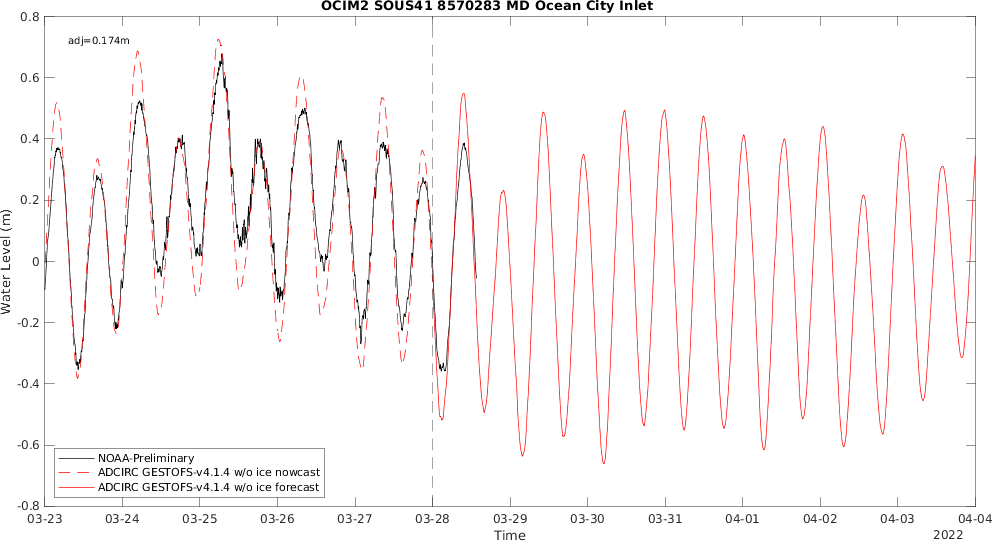 OCIM2 SOUS41 8570283 MD Ocean City Inlet
adj=0.174m
0.8
0.6
0.4
0.2
0
-0.2
-0.4
-0.6
-0.8
Water Level (m)
NOAA-Preliminary
ADCIRC GESTOFS-v4.1.4 w/o ice nowcast
ADCIRC GESTOFS-v4.1.4 w/o ice forecast
03-23 03-24 03-25 03-26 03-27 03-28 03-29 03-30 03-31 04-01 04-02 04-03 04-04
Time
2022